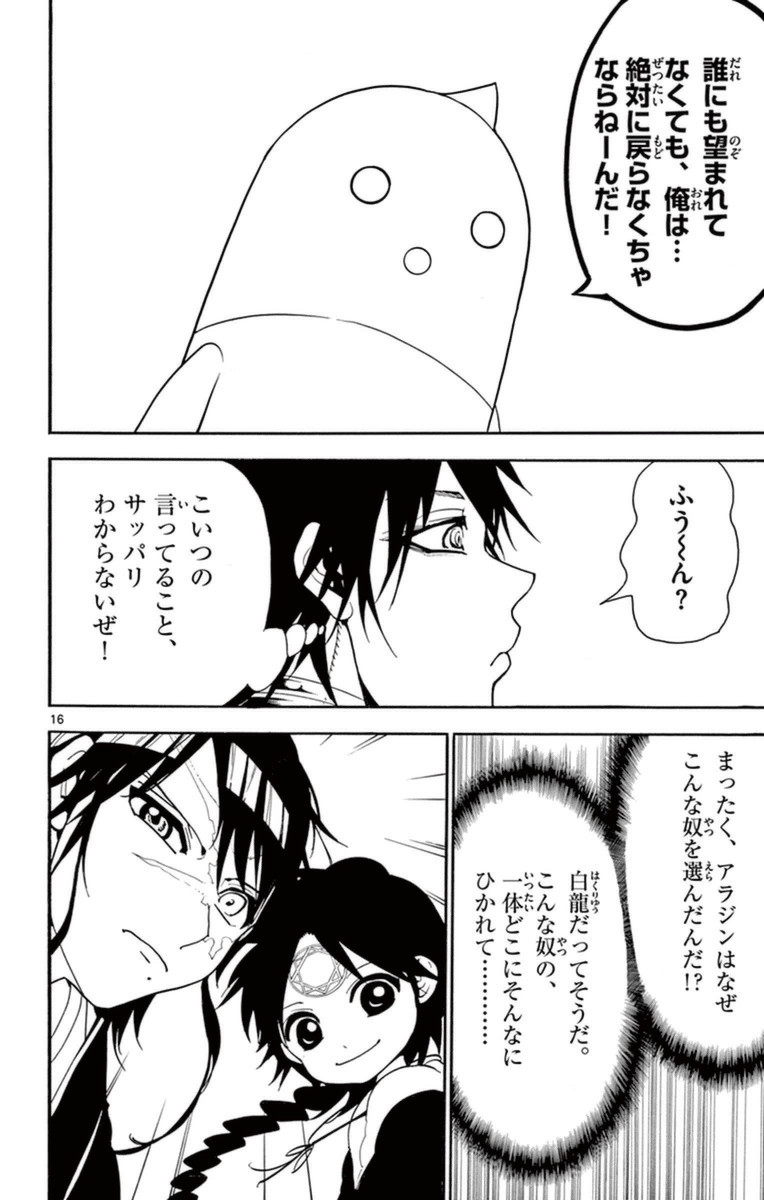 誰にも望まれて
なくても、俺は…
絶対に戻らなくちゃ
ならねーんだ!
ふう〜ん?
こいつの
言ってること、
サッパリ
わからないぜ!
16
まったく、アラジンはなぜ
こんな奴を選んだんだ!?
白龍だってそうだ。
こんな奴の、
一体どこにそんなに
ひかれて………